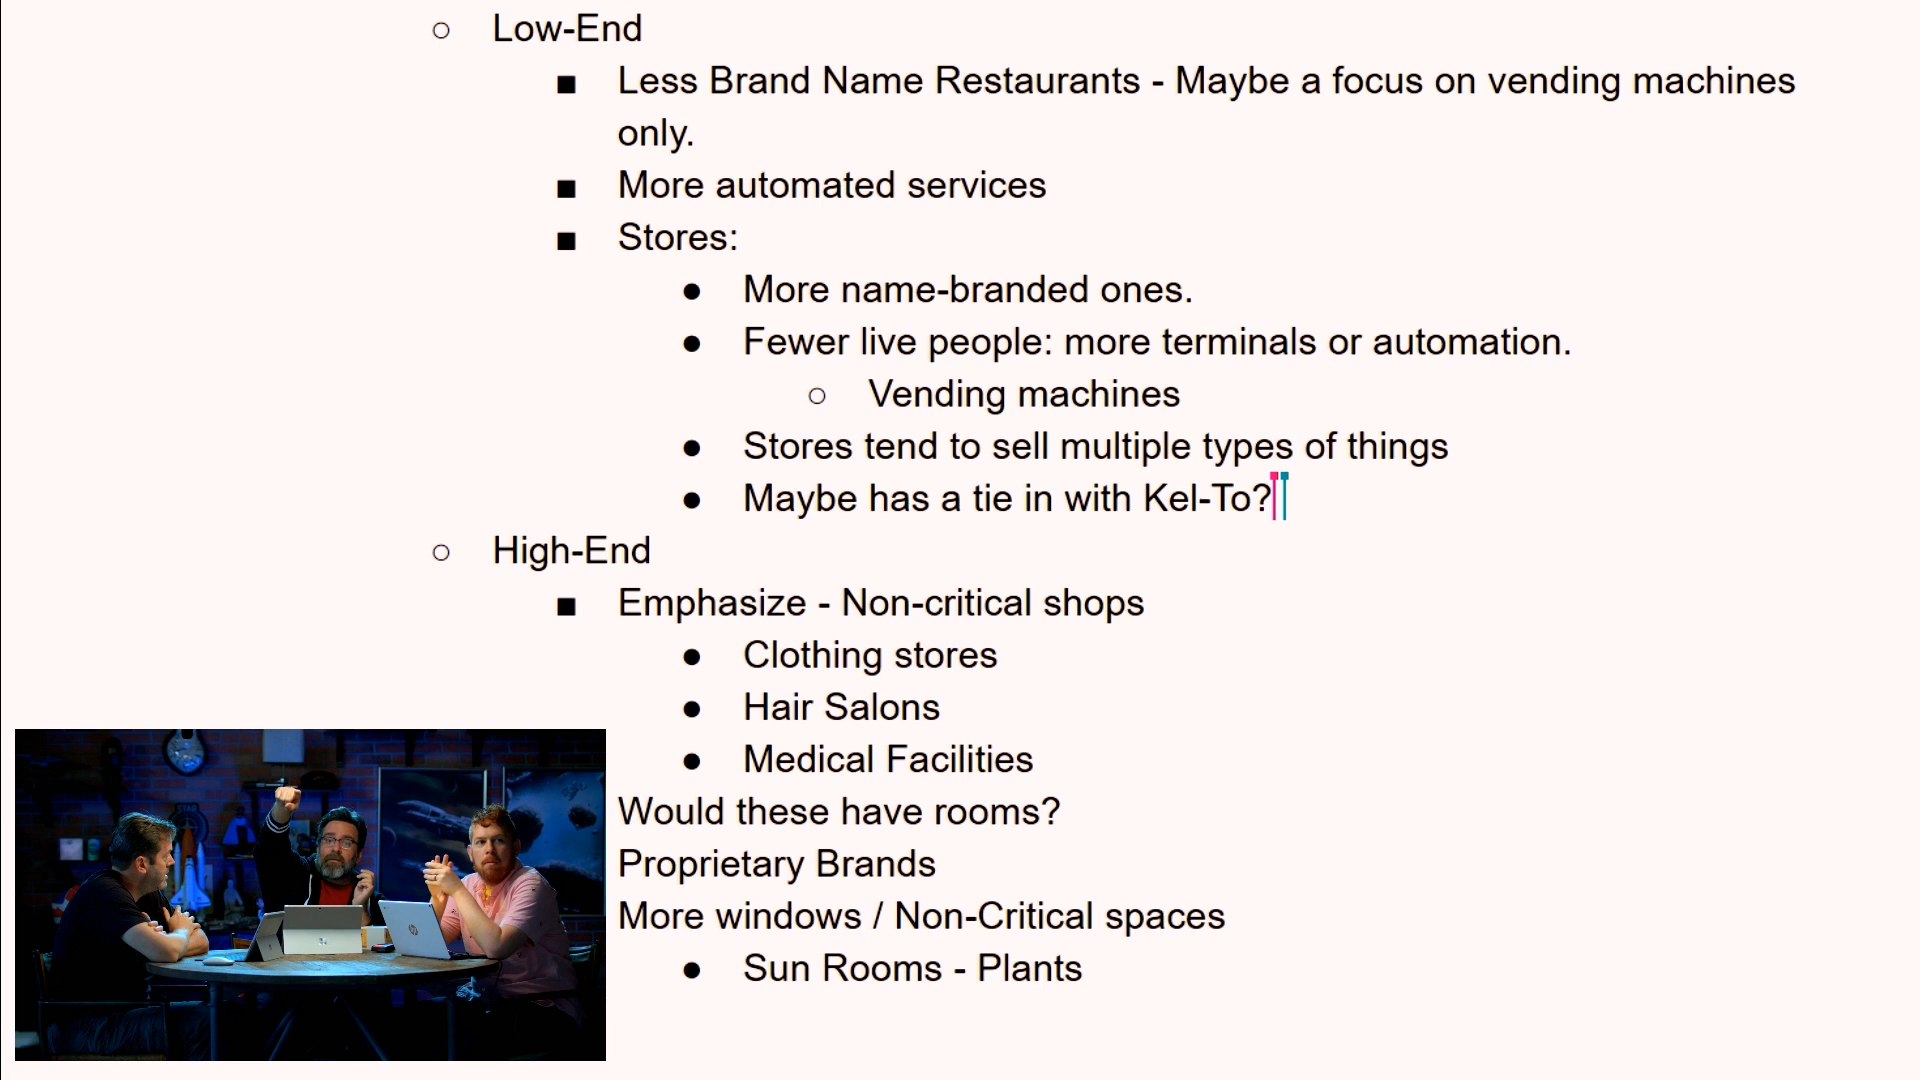 Low-End
Less Brand Name Restaurants - Maybe a focus on vending machines
only.
More automated services
Stores:
More name-branded ones.
Fewer live people: more terminals or automation.
Vending machines
Stores tend to sell multiple types of things
Maybe has a tie in with Kel-To?
High-End
Emphasize - Non-critical shops
Clothing stores
Hair Salons
Medical Facilities
Would these have rooms?
Proprietary Brands
More windows / Non-Critical spaces
Sun Rooms - Plants
STAR
hp